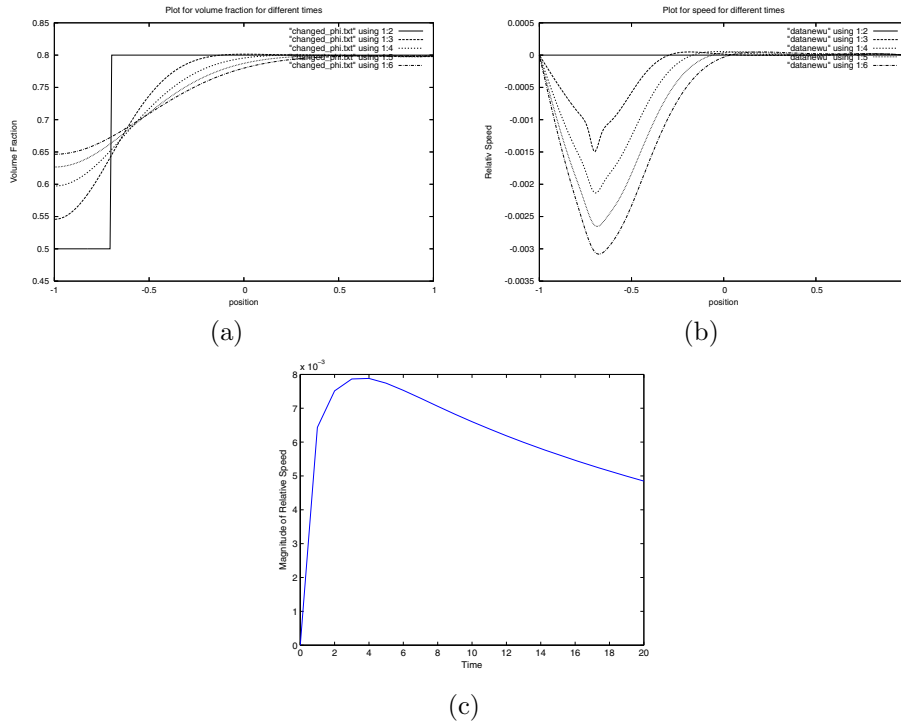 Plot for volume fraction for different times
0.85
0.8
0.75
0.7
0.65
0.6
0.55
0.5
0.45
Volume Fraction
"changed_phi.txt" using 1:2
"changed_phi.txt" using 1:3
"changed_phi.txt" using 1:4
"changed_phi.txt" using 1:5
"changed_phi.txt" using 1:6
-1
-0.5
0
0.5
1
position
(a)
Plot for speed for different times
0.0005
0
-0.0005
-0.001
-0.0015
-0.002
-0.0025
-0.003
-0.0035
Relativ Speed
"datanewu" using 1:2
"datanewu" using 1:3
"datanewu" using 1:4
"datanewu" using 1:5
"datanewu" using 1:6
-1
-0.5
0
0.5
position
(b)
x 10⁻³
8
7
6
5
4
3
2
1
0
Magnitude of Relative Speed
0 2 4 6 8 10 12 14 16 18 20
Time
(c)